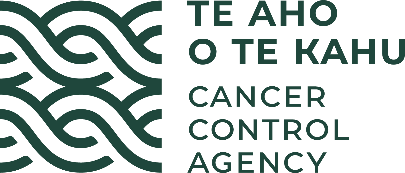 TE AHO
O TE KAHU
CANCER
CONTROL
AGENCY